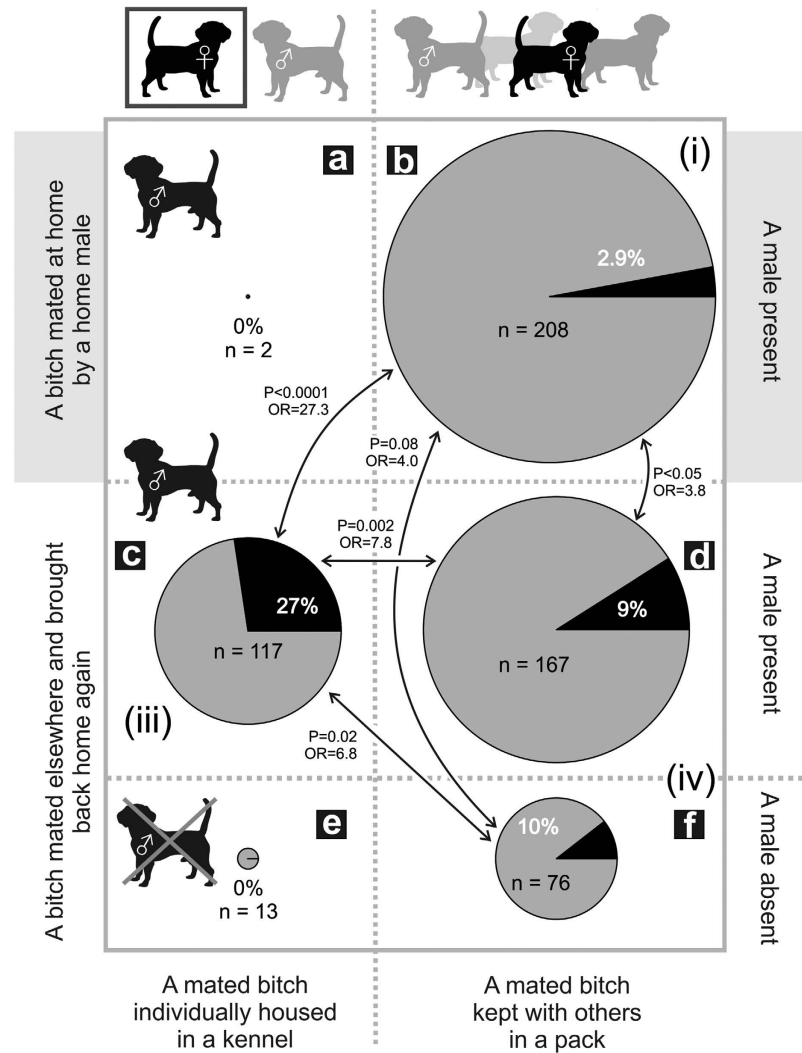 ♀
♂
♂
♀
A bitch mated at home
by a home male
♂
a
b
(i)
A male present
2.9%
n = 208
0%
n = 2
P<0.0001
OR=27.3
P=0.08
OR=4.0
P<0.05
OR=3.8
♂
P=0.002
OR=7.8
A bitch mated elsewhere and brought
back home again
c
27%
n = 117
(iii)
d
9%
n = 167
A male present
P=0.02
OR=6.8
(iv)
♂
e
0%
n = 13
10%
n = 76
f
A male absent
A mated bitch
individually housed
in a kennel
A mated bitch
kept with others
in a pack